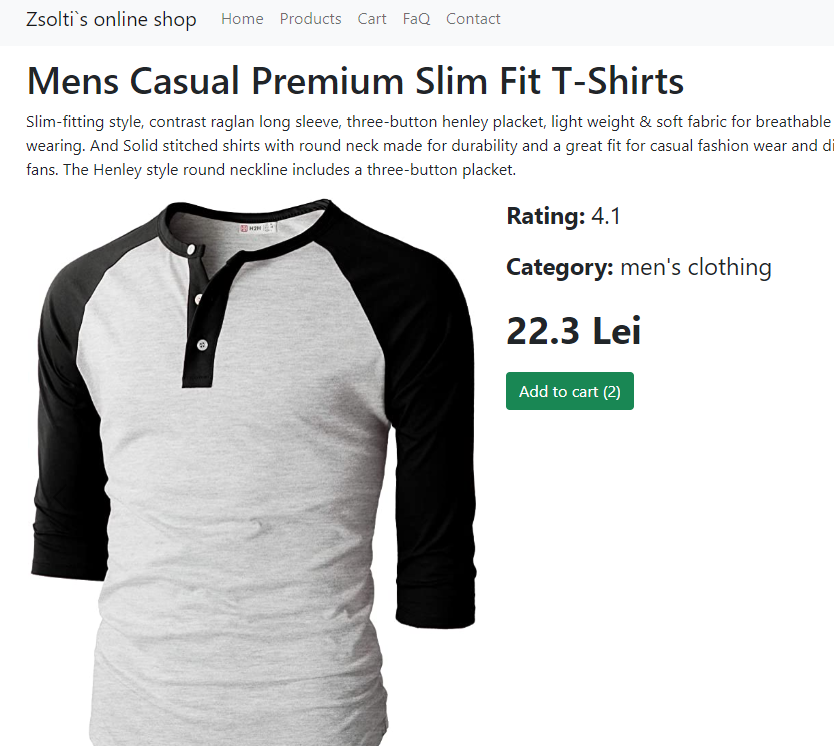 Zsolti`s online shop Home Products Cart FaQ Contact
Mens Casual Premium Slim Fit T-Shirts
Slim-fitting style, contrast raglan long sleeve, three-button henley placket, light weight & soft fabric for breathable
wearing. And Solid stitched shirts with round neck made for durability and a great fit for casual fashion wear and di
fans. The Henley style round neckline includes a three-button placket.
H2H
Rating: 4.1
Category: men's clothing
22.3 Lei
Add to cart (2)